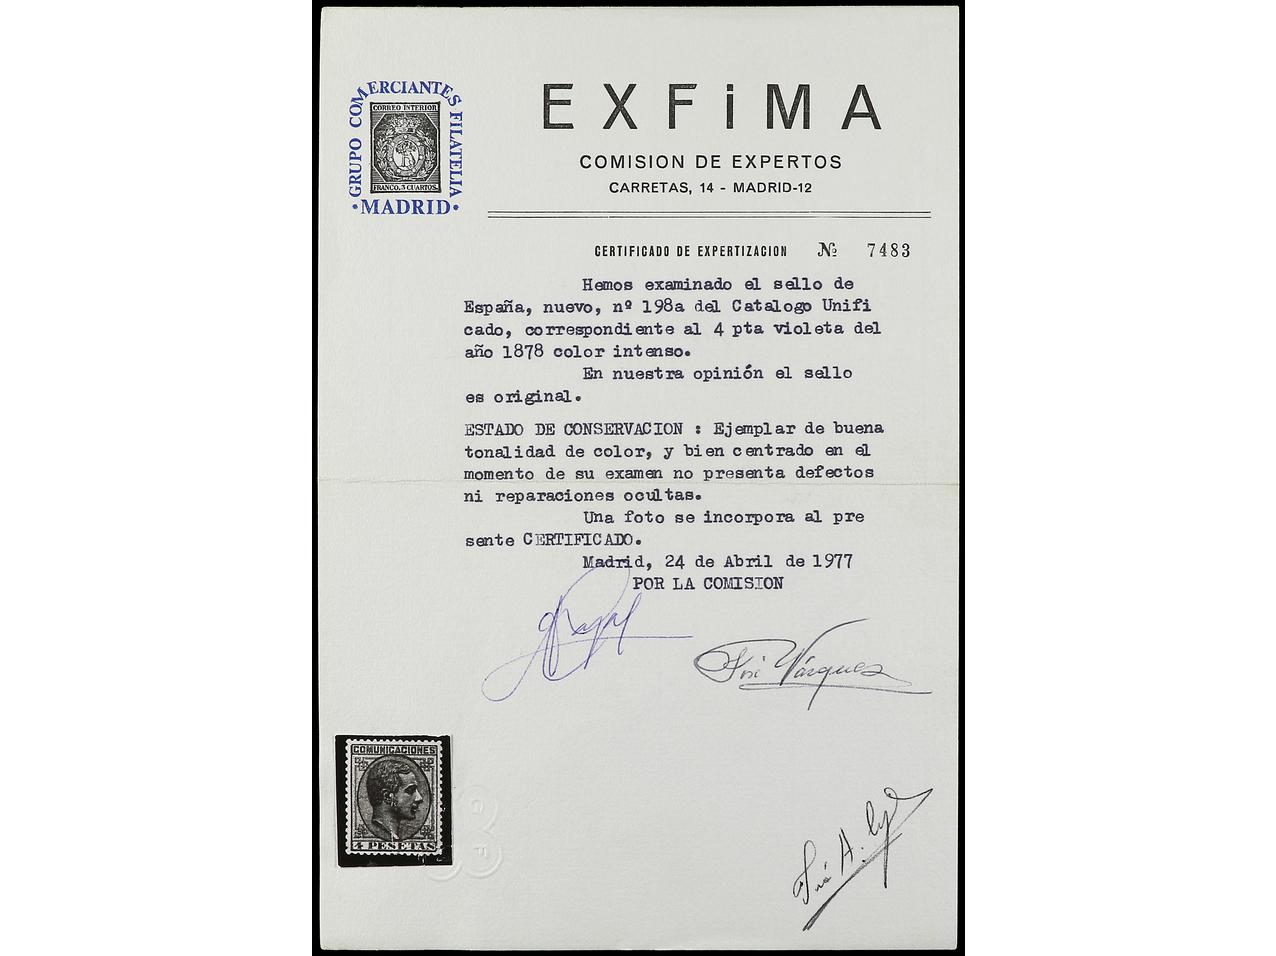 GRUPO COMERCIANTES FILATELIA
•MADRID•
CORREO INTERIOR
FRANCO. 3 CUARTOS.
EXFiMA
COMISION DE EXPERTOS
CARRETAS, 14 - MADRID-12
CERTIFICADO DE EXPERTIZACION № 7483
Hemos examinado el sello de
España, nuevo, nº 198a del Catalogo Unifi
cado, correspondiente al 4 pta violeta del
año 1878 color intenso.
En nuestra opinión el sello
es original.
ESTADO DE CONSERVACION : Ejemplar de buena
tonalidad de color, y bien centrado en el
momento de su examen no presenta defectos
ni reparaciones ocultas.
Una foto se incorpora al pre
sente CERTIFICADO.
Madrid, 24 de Abril de 1977
POR LA COMISION
José Vázquez
COMUNICACIONES
4 PESETAS
José A.